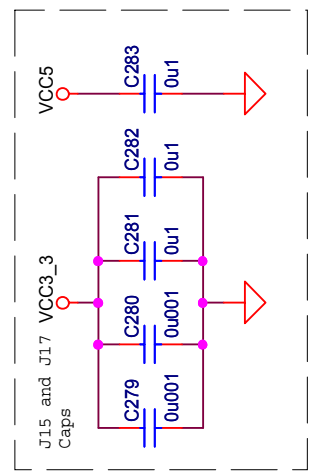 VCC5
C283
0u1
C282
0u1
VCC3_3
C281
0u1
C280
0u001
C279
0u001
J15 and J17
Caps